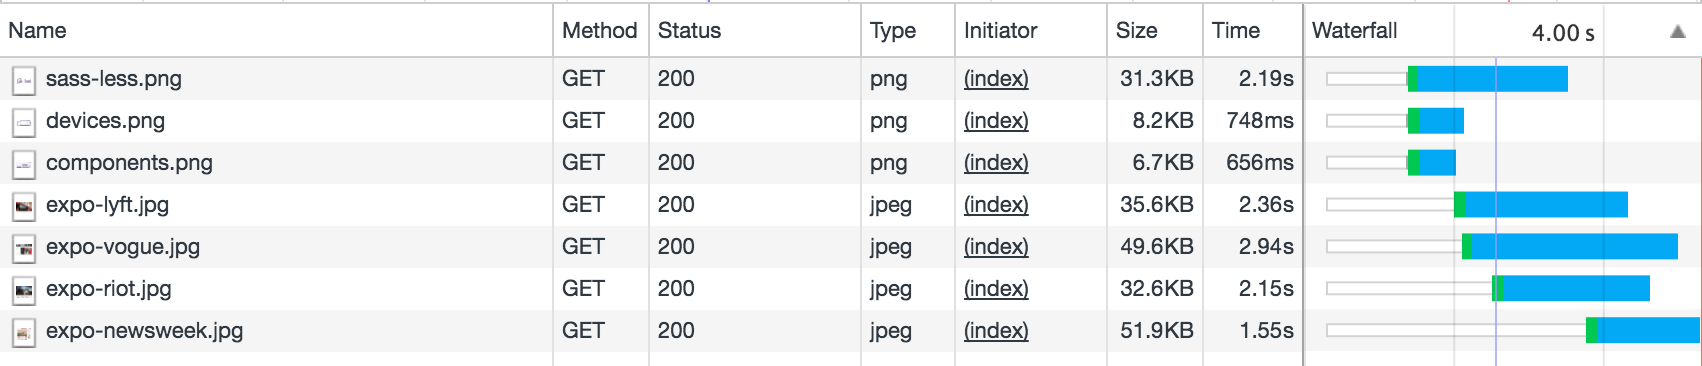 Name Method Status Type Initiator Size Time Waterfall 4.00 s
sass-less.png GET 200 png (index) 31.3KB 2.19s
devices.png GET 200 png (index) 8.2KB 748ms
components.png GET 200 png (index) 6.7KB 656ms
expo-lyft.jpg GET 200 jpeg (index) 35.6KB 2.36s
expo-vogue.jpg GET 200 jpeg (index) 49.6KB 2.94s
expo-riot.jpg GET 200 jpeg (index) 32.6KB 2.15s
expo-newsweek.jpg GET 200 jpeg (index) 51.9KB 1.55s